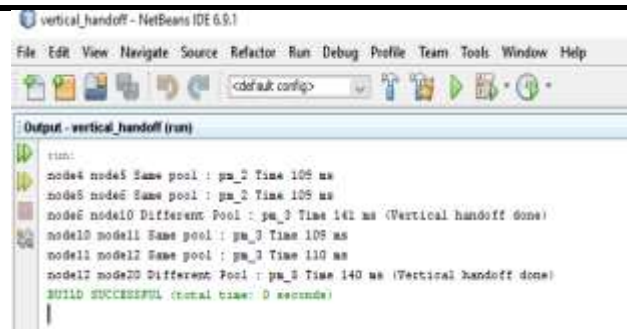 vertical_handoff - NetBeans IDE 6.9.1
File Edit View Navigate Source Refactor Run Debug Profile Team Tools Window Help
<default config>
Output - vertical_handoff (run)
run:
node4 node5 Same pool : pm_2 Time 109 ms
node5 node6 Same pool : pm_2 Time 109 ms
node6 node10 Different Pool : pm_3 Time 141 ms (Vertical handoff done)
node10 node11 Same pool : pm_3 Time 109 ms
node11 node12 Same pool : pm_3 Time 110 ms
node12 node20 Different Pool : pm_3 Time 140 ms (Vertical handoff done)
BUILD SUCCESSFUL (total time: 0 seconds)